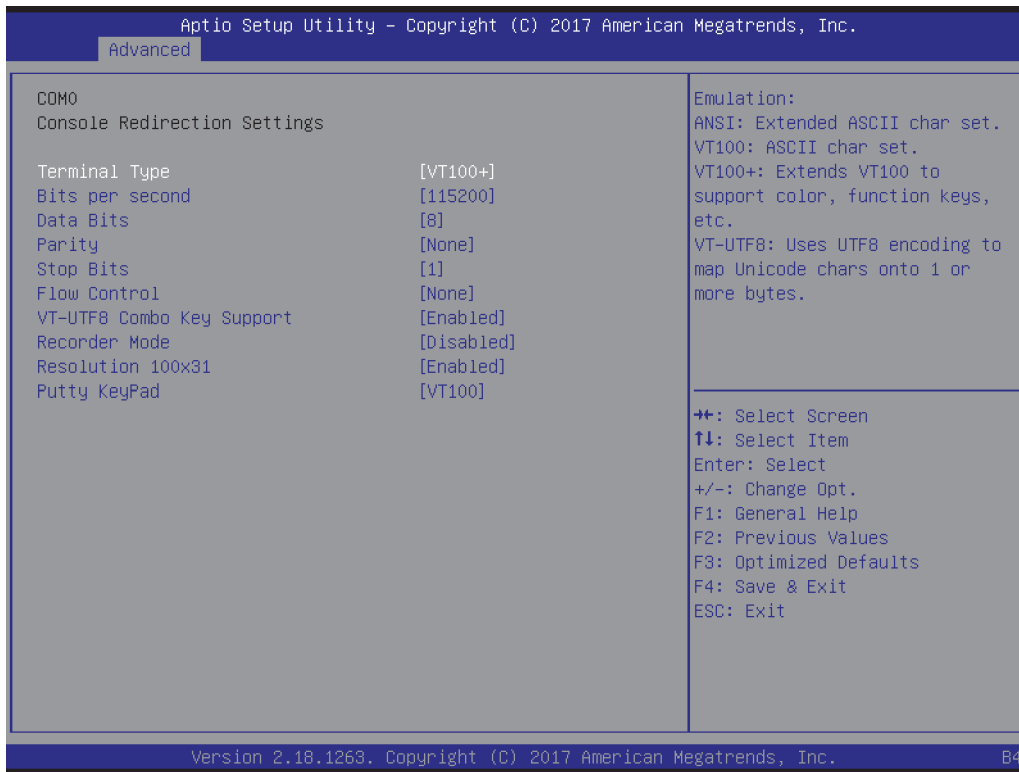 Aptio Setup Utility – Copyright (C) 2017 American Megatrends, Inc.
Advanced
COM0
Console Redirection Settings
Terminal Type [VT100+]
Bits per second [115200]
Data Bits [8]
Parity [None]
Stop Bits [1]
Flow Control [None]
VT-UTF8 Combo Key Support [Enabled]
Recorder Mode [Disabled]
Resolution 100x31 [Enabled]
Putty KeyPad [VT100]
Emulation:
ANSI: Extended ASCII char set.
VT100: ASCII char set.
VT100+: Extends VT100 to
support color, function keys,
etc.
VT-UTF8: Uses UTF8 encoding to
map Unicode chars onto 1 or
more bytes.
→←: Select Screen
↑↓: Select Item
Enter: Select
+/-: Change Opt.
F1: General Help
F2: Previous Values
F3: Optimized Defaults
F4: Save & Exit
ESC: Exit
Version 2.18.1263. Copyright (C) 2017 American Megatrends, Inc.
B4